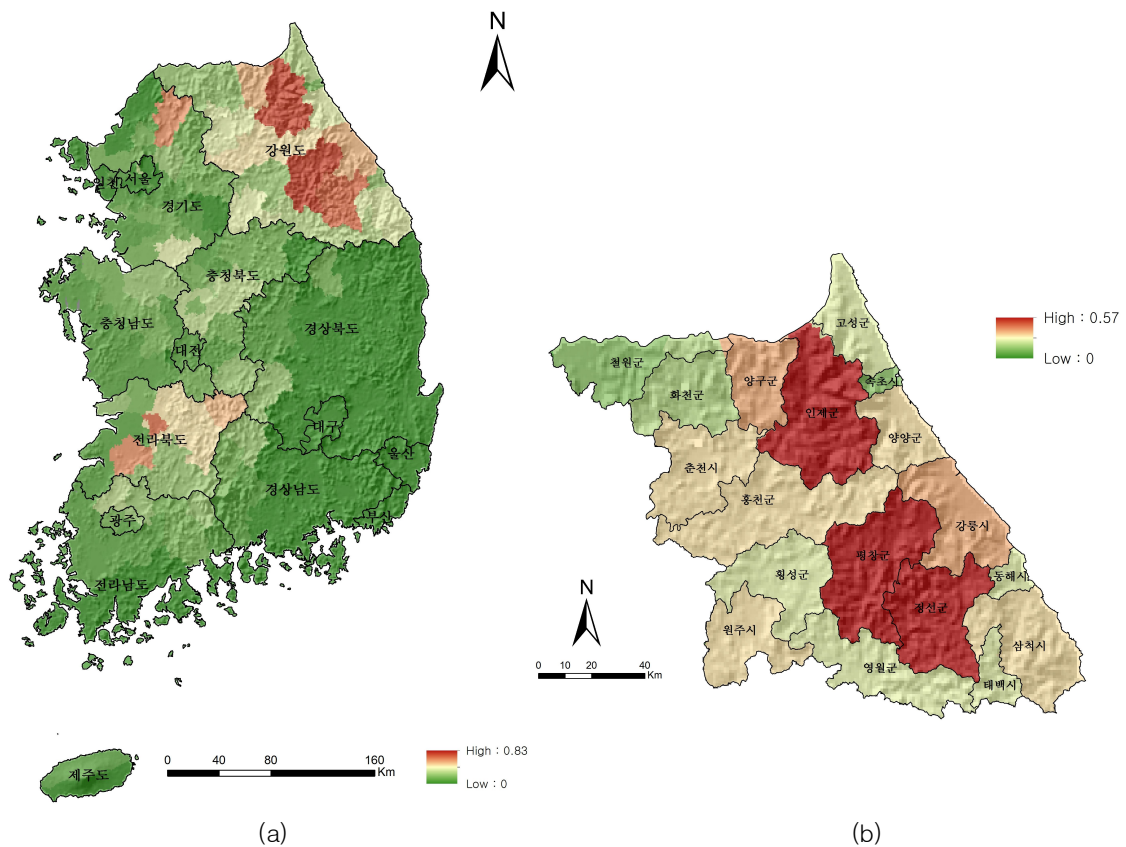 N
강원도
인천
서울
경기도
충청북도
충청남도
경상북도
대전
대구
전라북도
울산
경상남도
부산
광주
전라남도
제주도
0 40 80 160
Km
High : 0.83
Low : 0
(a)
고성군
High : 0.57
Low : 0
철원군
양구군
속초시
화천군
인제군
양양군
춘천시
홍천군
강릉시
평창군
횡성군
동해시
정선군
N
원주시
삼척시
영월군
태백시
0 10 20 40
Km
(b)